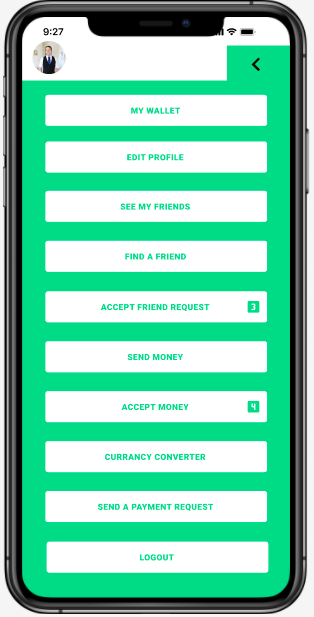 9:27
MY WALLET
EDIT PROFILE
SEE MY FRIENDS
FIND A FRIEND
ACCEPT FRIEND REQUEST 3
SEND MONEY
ACCEPT MONEY 4
CURRANCY CONVERTER
SEND A PAYMENT REQUEST
LOGOUT